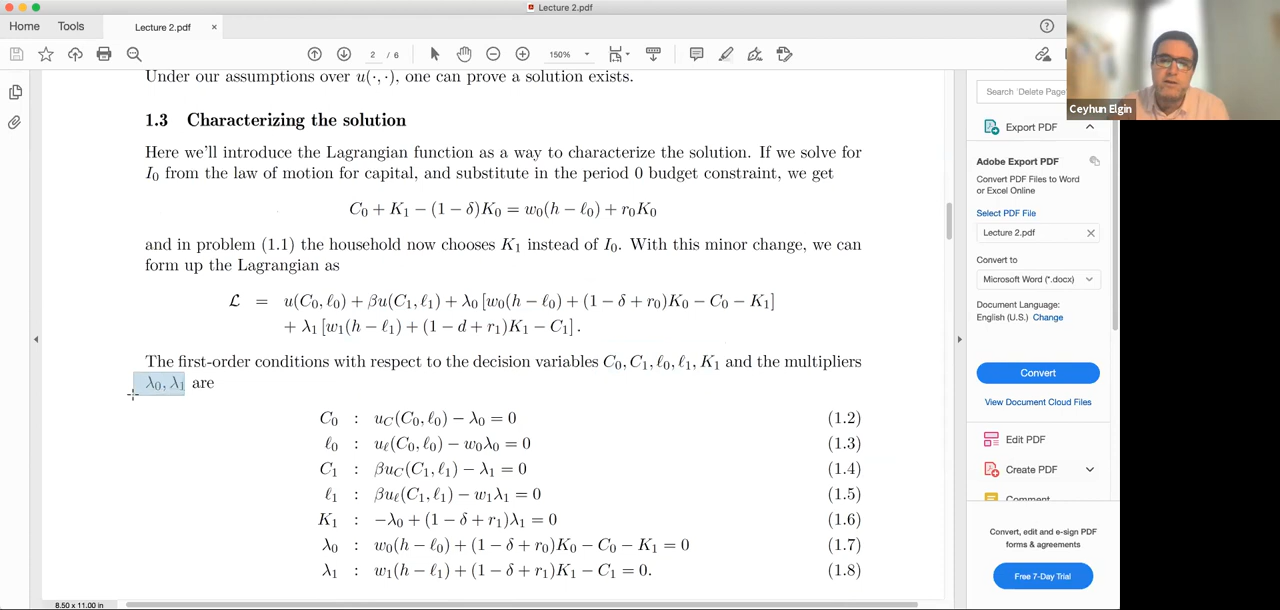 Lecture 2.pdf
Home Tools Lecture 2.pdf ×
2 / 6 150%
Under our assumptions over u(·, ·), one can prove a solution exists.
1.3 Characterizing the solution
Here we'll introduce the Lagrangian function as a way to characterize the solution. If we solve for
I₀ from the law of motion for capital, and substitute in the period 0 budget constraint, we get
C₀ + K₁ − (1 − δ)K₀ = w₀(h − ℓ₀) + r₀K₀
and in problem (1.1) the household now chooses K₁ instead of I₀. With this minor change, we can
form up the Lagrangian as
ℒ = u(C₀, ℓ₀) + βu(C₁, ℓ₁) + λ₀ [w₀(h − ℓ₀) + (1 − δ + r₀)K₀ − C₀ − K₁]
+ λ₁ [w₁(h − ℓ₁) + (1 − d + r₁)K₁ − C₁] .
The first-order conditions with respect to the decision variables C₀, C₁, ℓ₀, ℓ₁, K₁ and the multipliers
λ₀, λ₁ are
C₀ : u_C(C₀, ℓ₀) − λ₀ = 0 (1.2)
ℓ₀ : u_ℓ(C₀, ℓ₀) − w₀λ₀ = 0 (1.3)
C₁ : βu_C(C₁, ℓ₁) − λ₁ = 0 (1.4)
ℓ₁ : βu_ℓ(C₁, ℓ₁) − w₁λ₁ = 0 (1.5)
K₁ : −λ₀ + (1 − δ + r₁)λ₁ = 0 (1.6)
λ₀ : w₀(h − ℓ₀) + (1 − δ + r₀)K₀ − C₀ − K₁ = 0 (1.7)
λ₁ : w₁(h − ℓ₁) + (1 − δ + r₁)K₁ − C₁ = 0. (1.8)
8.50 x 11.00 in
Ceyhun Elgin
Search 'Delete Page'
Export PDF
Adobe Export PDF
Convert PDF Files to Word
or Excel Online
Select PDF File
Lecture 2.pdf ×
Convert to
Microsoft Word (*.docx)
Document Language:
English (U.S.) Change
Convert
View Document Cloud Files
Edit PDF
Create PDF
Comment
Convert, edit and e-sign PDF
forms & agreements
Free 7-Day Trial